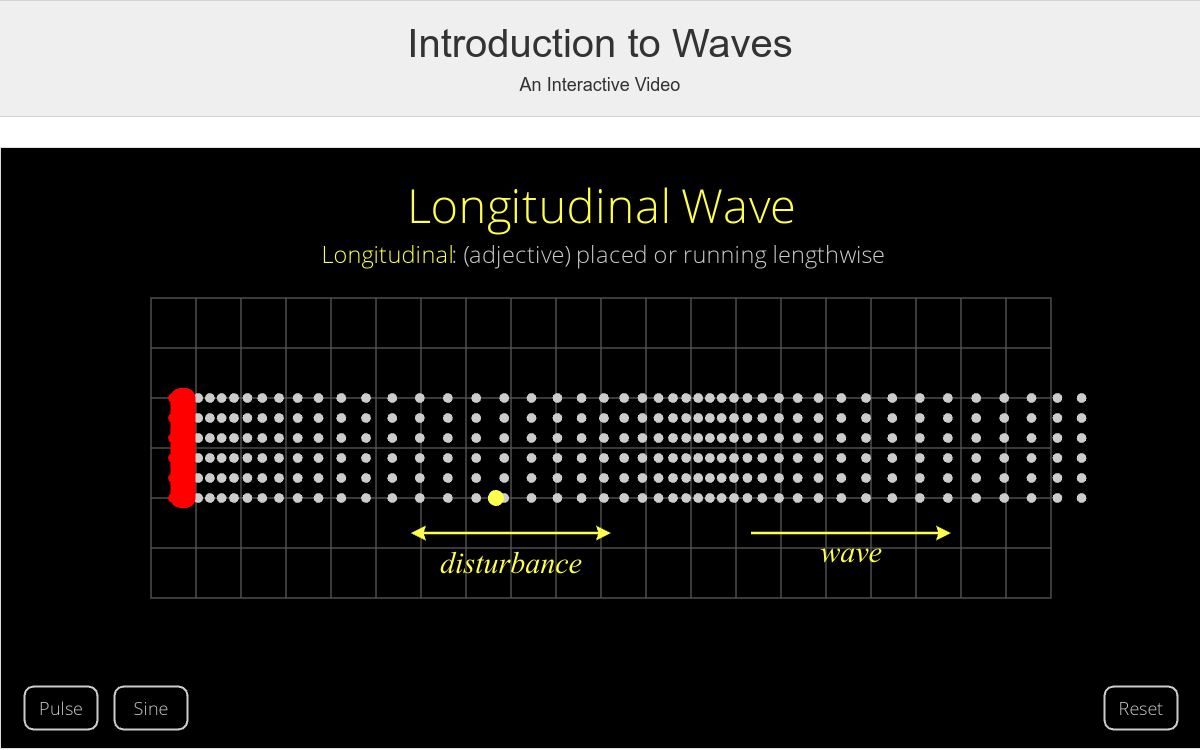 Introduction to Waves
An Interactive Video
Longitudinal Wave
Longitudinal: (adjective) placed or running lengthwise
disturbance
wave
Pulse
Sine
Reset